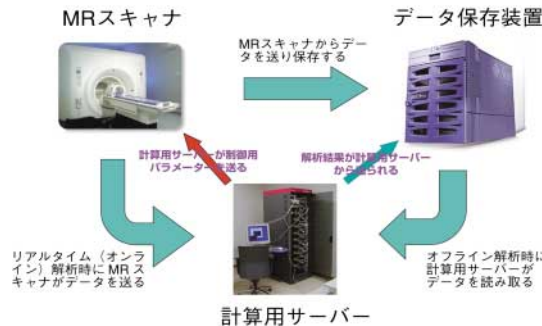 MRスキャナ
データ保存装置
MRスキャナからデー
タを送り保存する
計算用サーバーが制御用
パラメーターを送る
解析結果が計算用サーバー
から送られる
リアルタイム（オンラ
イン）解析時に MR ス
キャナがデータを送る
オフライン解析時に
計算用サーバーが
データを読み取る
計算用サーバー